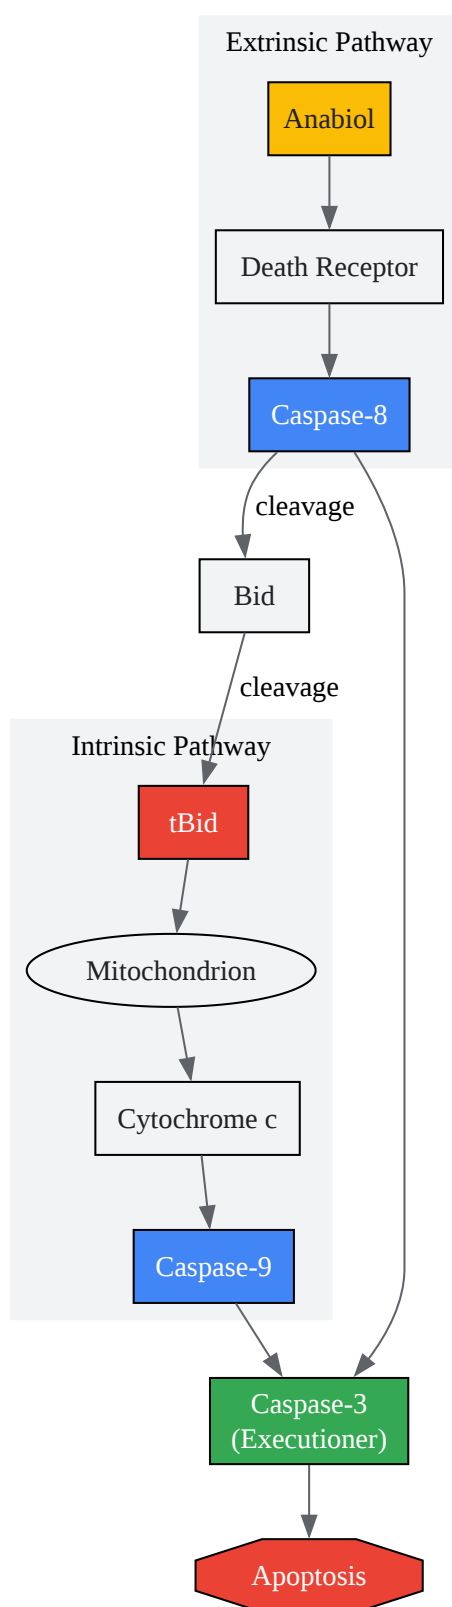 Extrinsic Pathway
Anabiol
Death Receptor
Caspase-8
cleavage
Bid
cleavage
Intrinsic Pathway
tBid
Mitochondrion
Cytochrome c
Caspase-9
Caspase-3
(Executioner)
Apoptosis